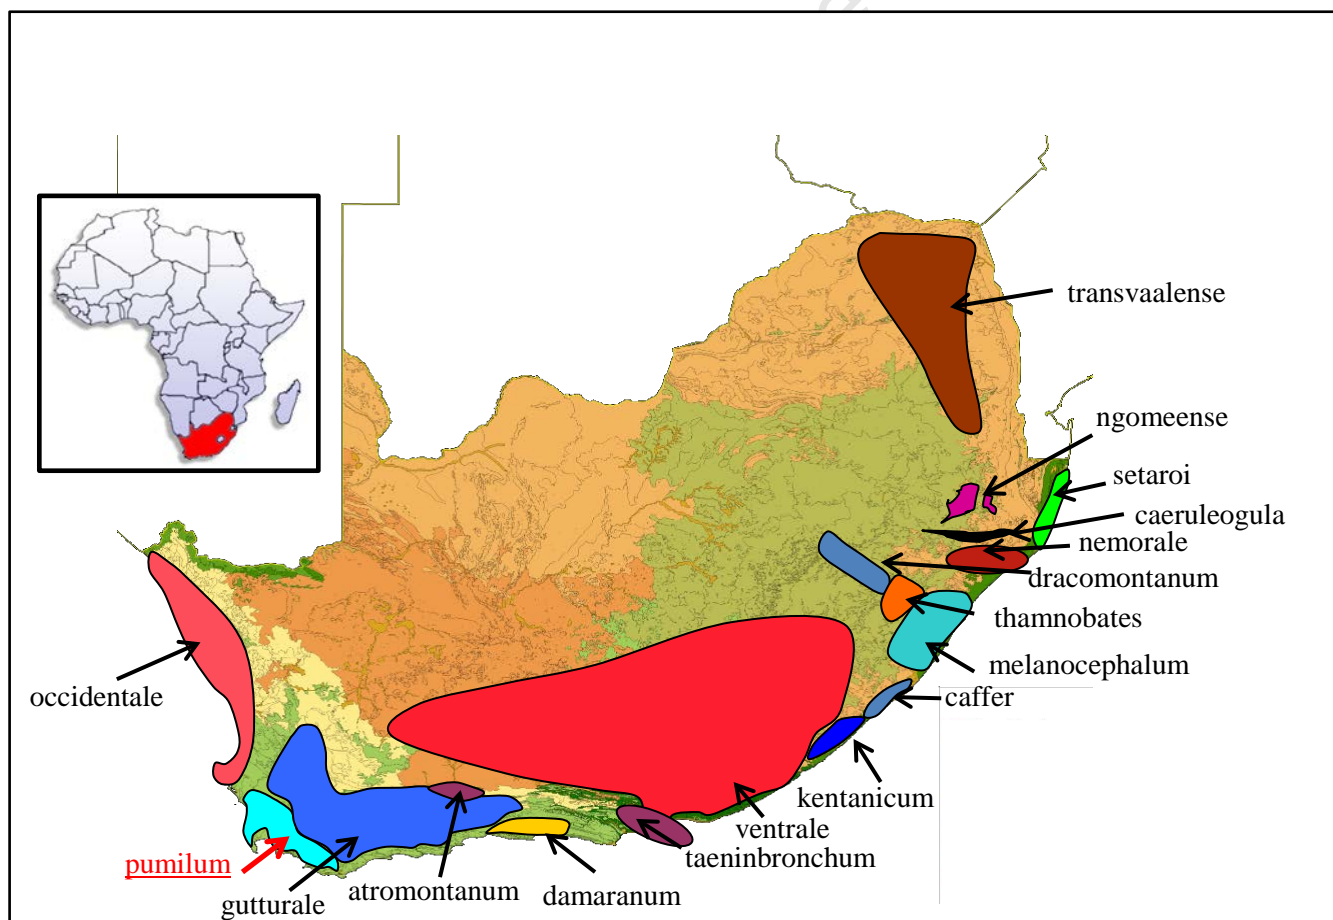 transvaalense
ngomeense
setaroi
caeruleogula
nemorale
dracomontanum
thamnobates
melanocephalum
occidentale
caffer
kentanicum
ventrale
taeninbronchum
pumilum
atromontanum
damaranum
gutturale